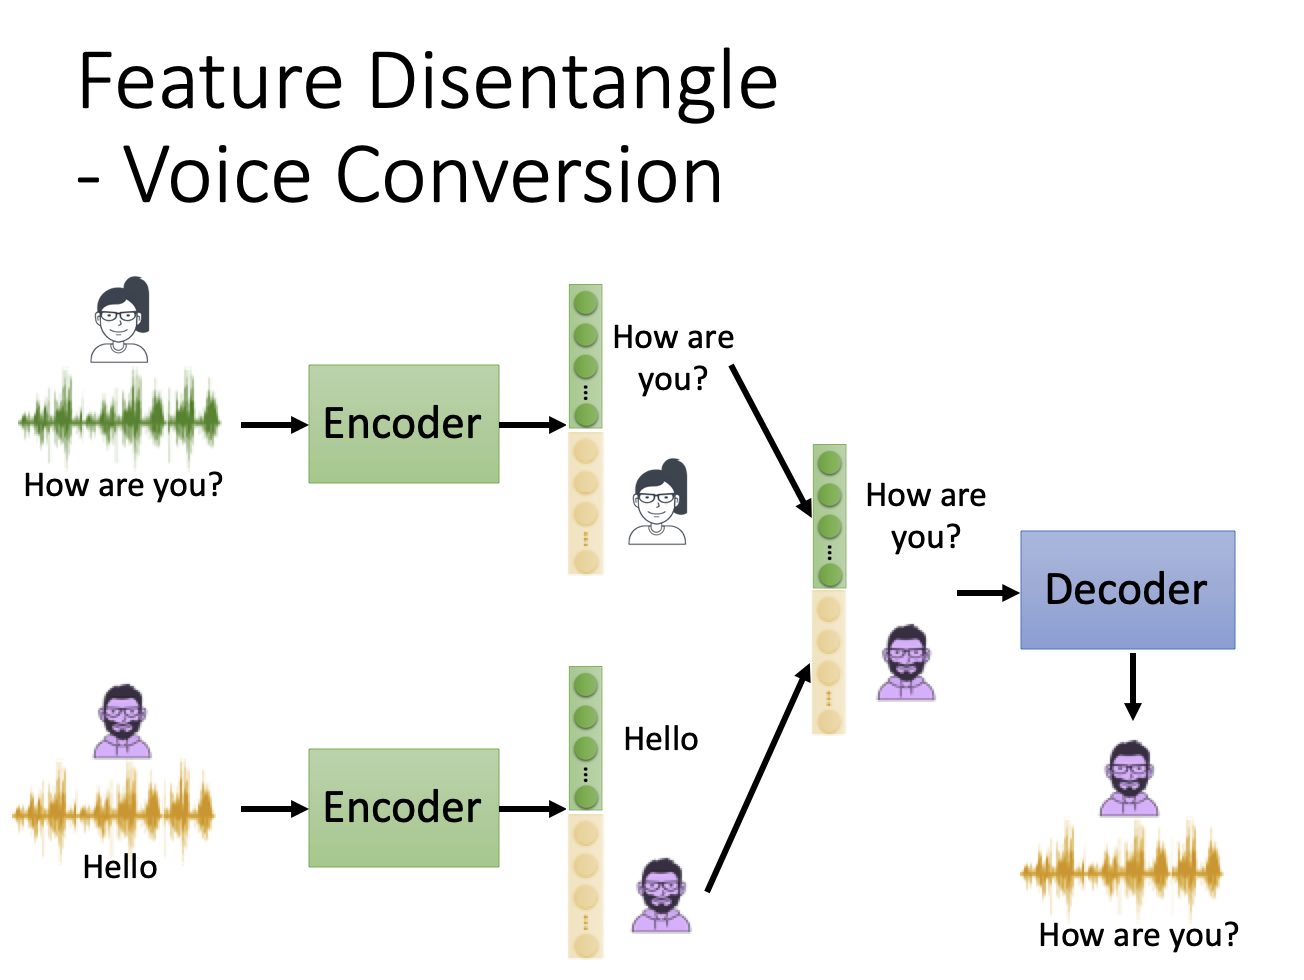 Feature Disentangle
- Voice Conversion
How are you?
Encoder
How are
you?
How are
you?
Decoder
Hello
Encoder
Hello
How are you?